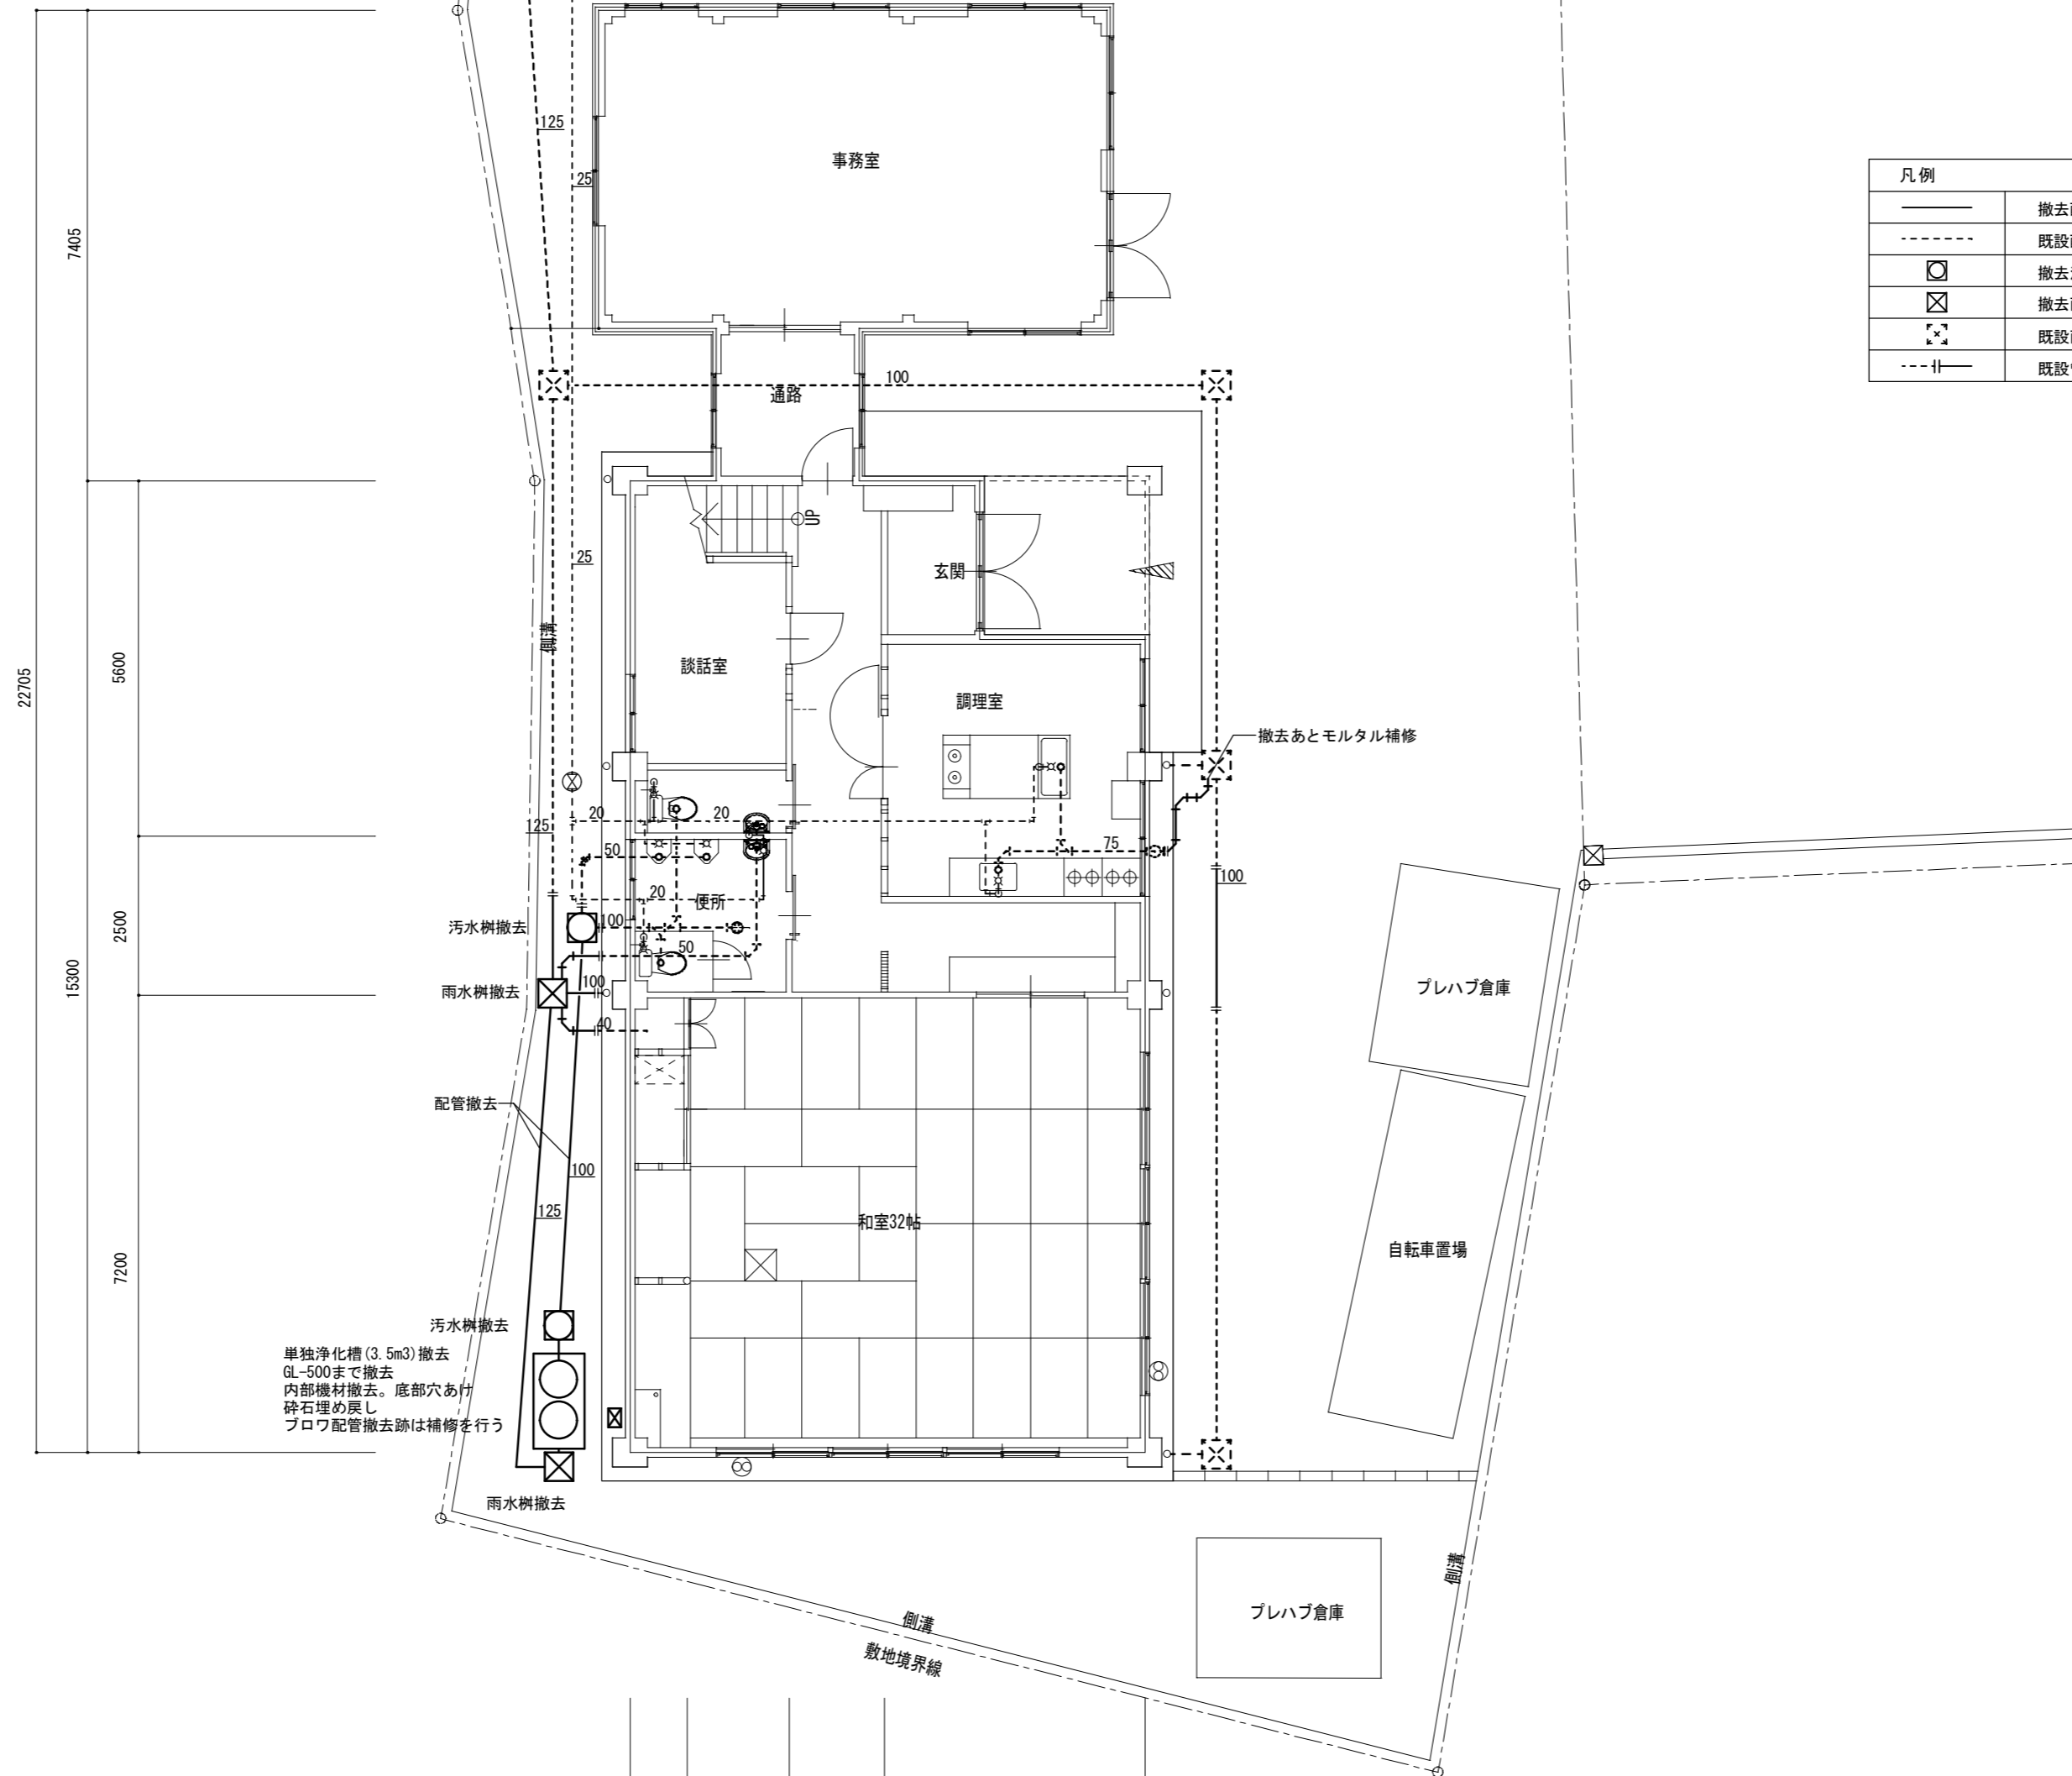 125
事務室
25
7405
凡例
撤去
既設
撤去
撤去
既設
既設
100
通路
UP
玄関
25
側溝
談話室
5600
22705
調理室
撤去あとモルタル補修
20
20
125
50
75
20
便所
100
2500
汚水桝撤去
100
50
雨水桝撤去
100
15300
プレハブ倉庫
40
配管撤去
100
125
和室32帖
自転車置場
7200
汚水桝撤去
単独浄化槽(3.5m3)撤去
GL-500まで撤去
内部機材撤去。底部穴あけ
砕石埋め戻し
ブロワ配管撤去跡は補修を行う
雨水桝撤去
側溝
プレハブ倉庫
側溝
敷地境界線